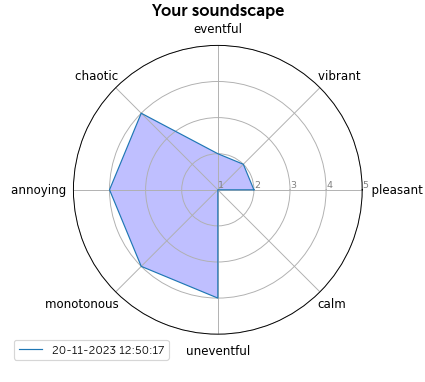 Your soundscape
eventful
chaotic
vibrant
annoying
1 2 3 4 5
pleasant
monotonous
calm
uneventful
20-11-2023 12:50:17